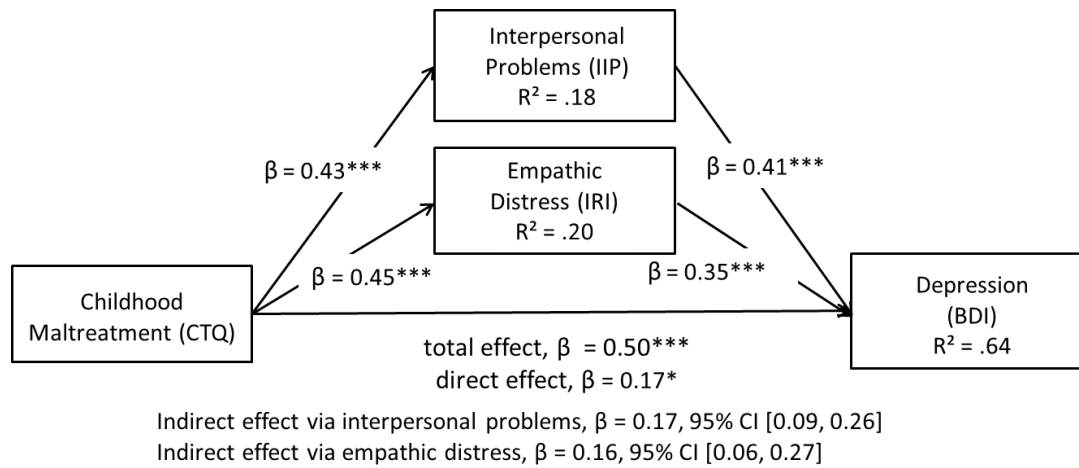 Interpersonal
Problems (IIP)
R² = .18
β = 0.43***
Empathic
Distress (IRI)
R² = .20
β = 0.41***
β = 0.45***
β = 0.35***
Childhood
Maltreatment (CTQ)
Depression
(BDI)
R² = .64
total effect, β = 0.50***
direct effect, β = 0.17*
Indirect effect via interpersonal problems, β = 0.17, 95% CI [0.09, 0.26]
Indirect effect via empathic distress, β = 0.16, 95% CI [0.06, 0.27]